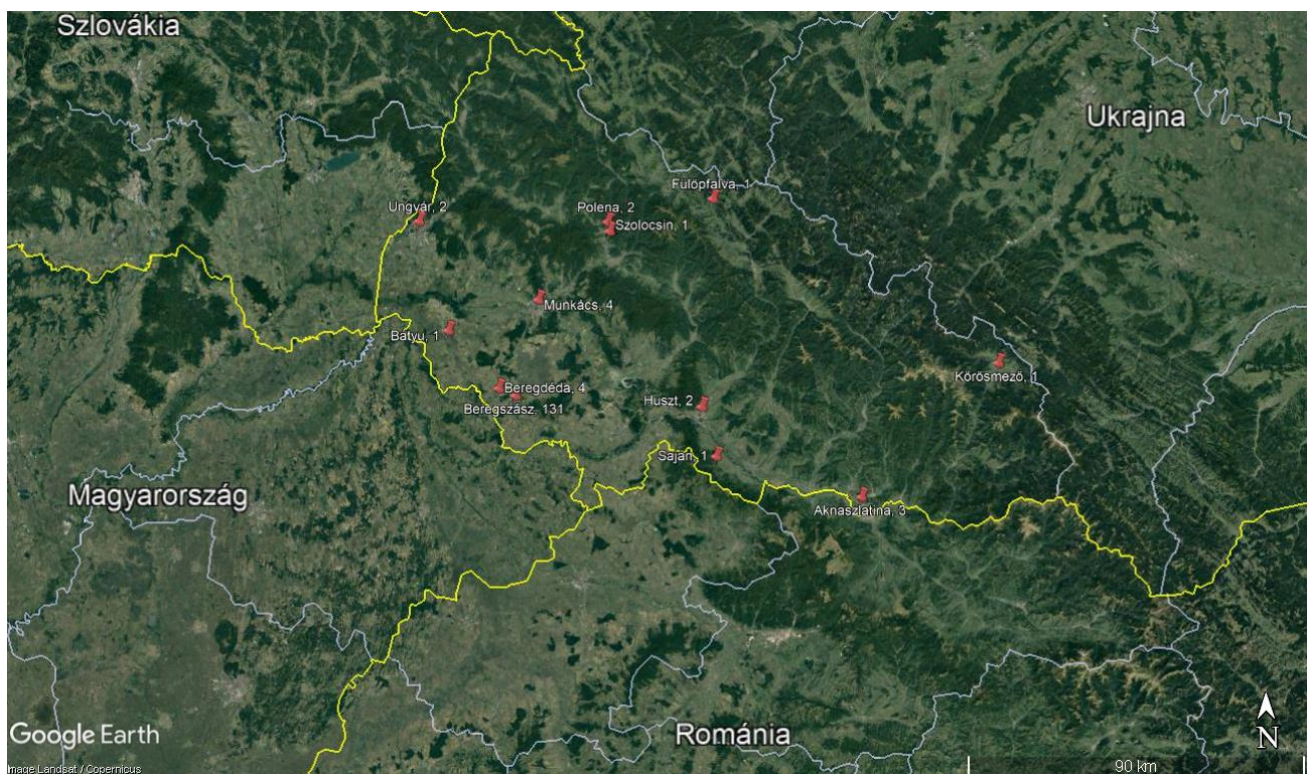 Szlovákia
Ukrajna
Fülöpfalva, 1
Ungvár, 2
Polena, 2
Szolocsin, 1
Munkács, 4
Bátyu, 1
Kőrösmező, 1
Beregdéda, 4
Beregszász, 131
Huszt, 2
Saján, 1
Magyarország
Aknaszlatina, 3
Románia
N
Google Earth
Image Landsat / Copernicus
90 km